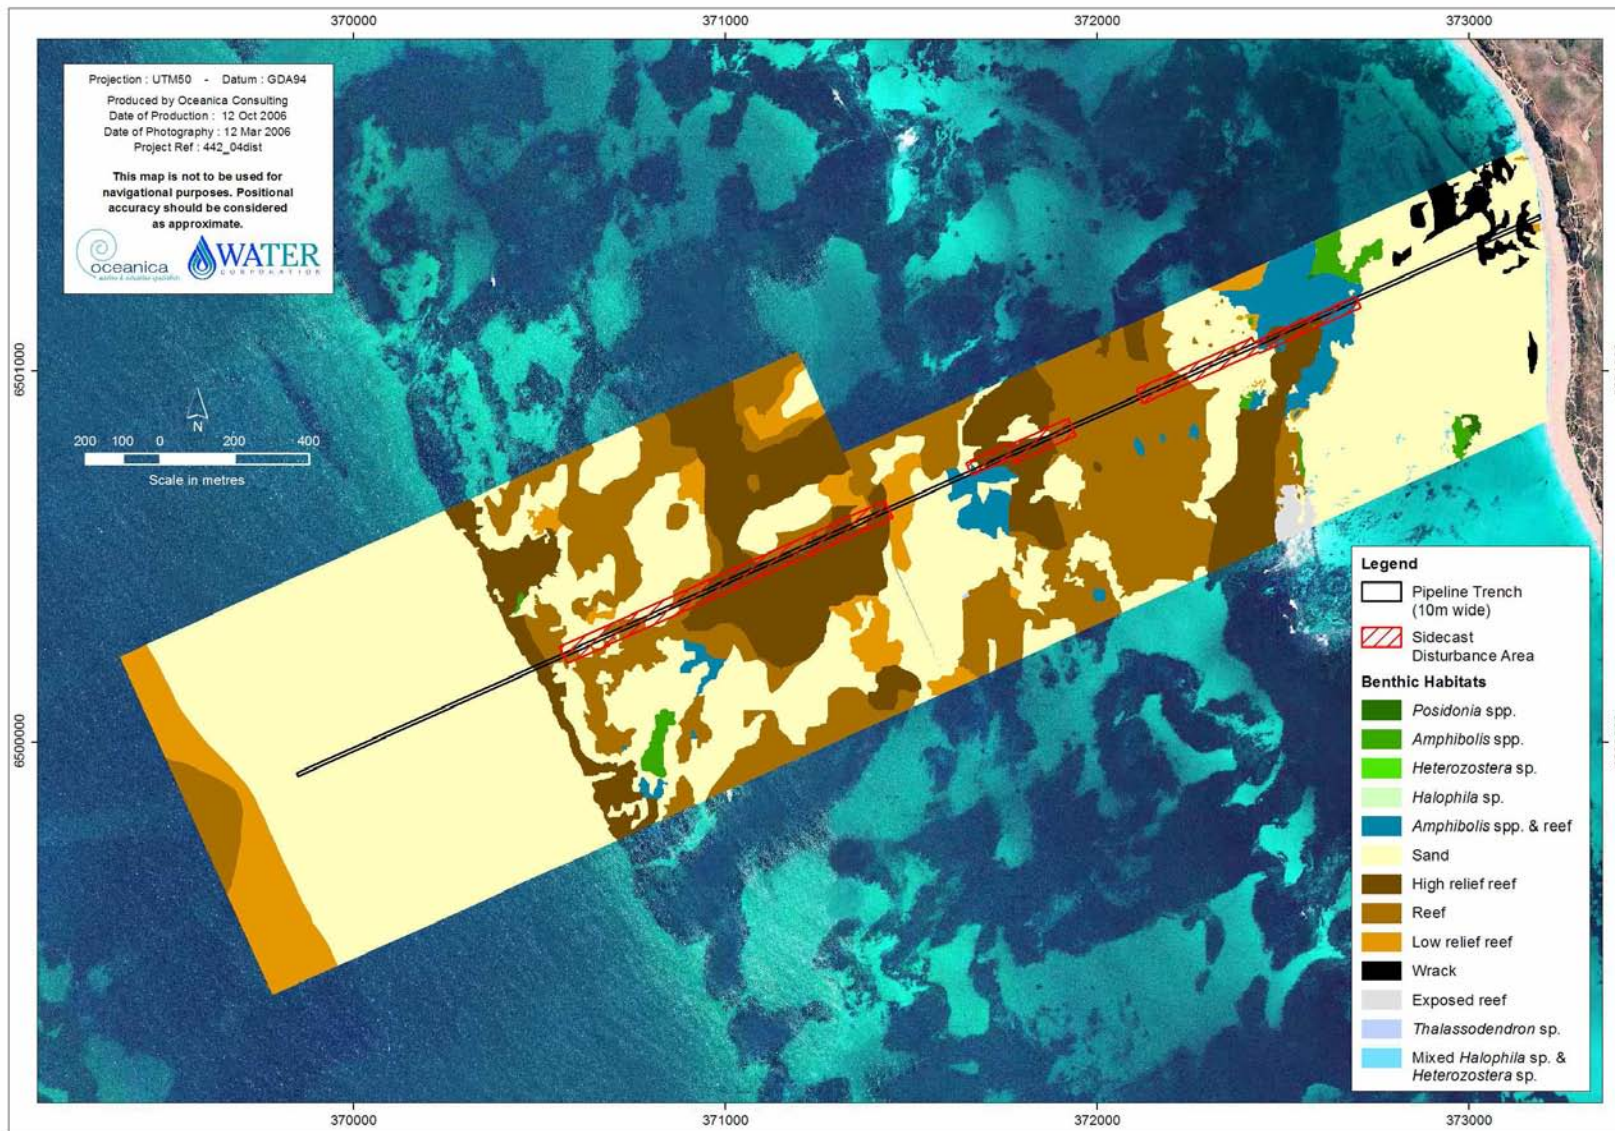 370000 371000 372000 373000
Projection : UTM50 - Datum : GDA94
Produced by Oceanica Consulting
Date of Production : 12 Oct 2006
Date of Photography : 12 Mar 2006
Project Ref : 442_04dist
This map is not to be used for
navigational purposes. Positional
accuracy should be considered
as approximate.
oceanica
WATER
CORPORATION
6501000
N
200 100 0 200 400
Scale in metres
6500000
Legend
Pipeline Trench
(10m wide)
Sidecast
Disturbance Area
Benthic Habitats
Posidonia spp.
Amphibolis spp.
Heterozostera sp.
Halophila sp.
Amphibolis spp. & reef
Sand
High relief reef
Reef
Low relief reef
Wrack
Exposed reef
Thalassodendron sp.
Mixed Halophila sp. &
Heterozostera sp.
370000 371000 372000 373000